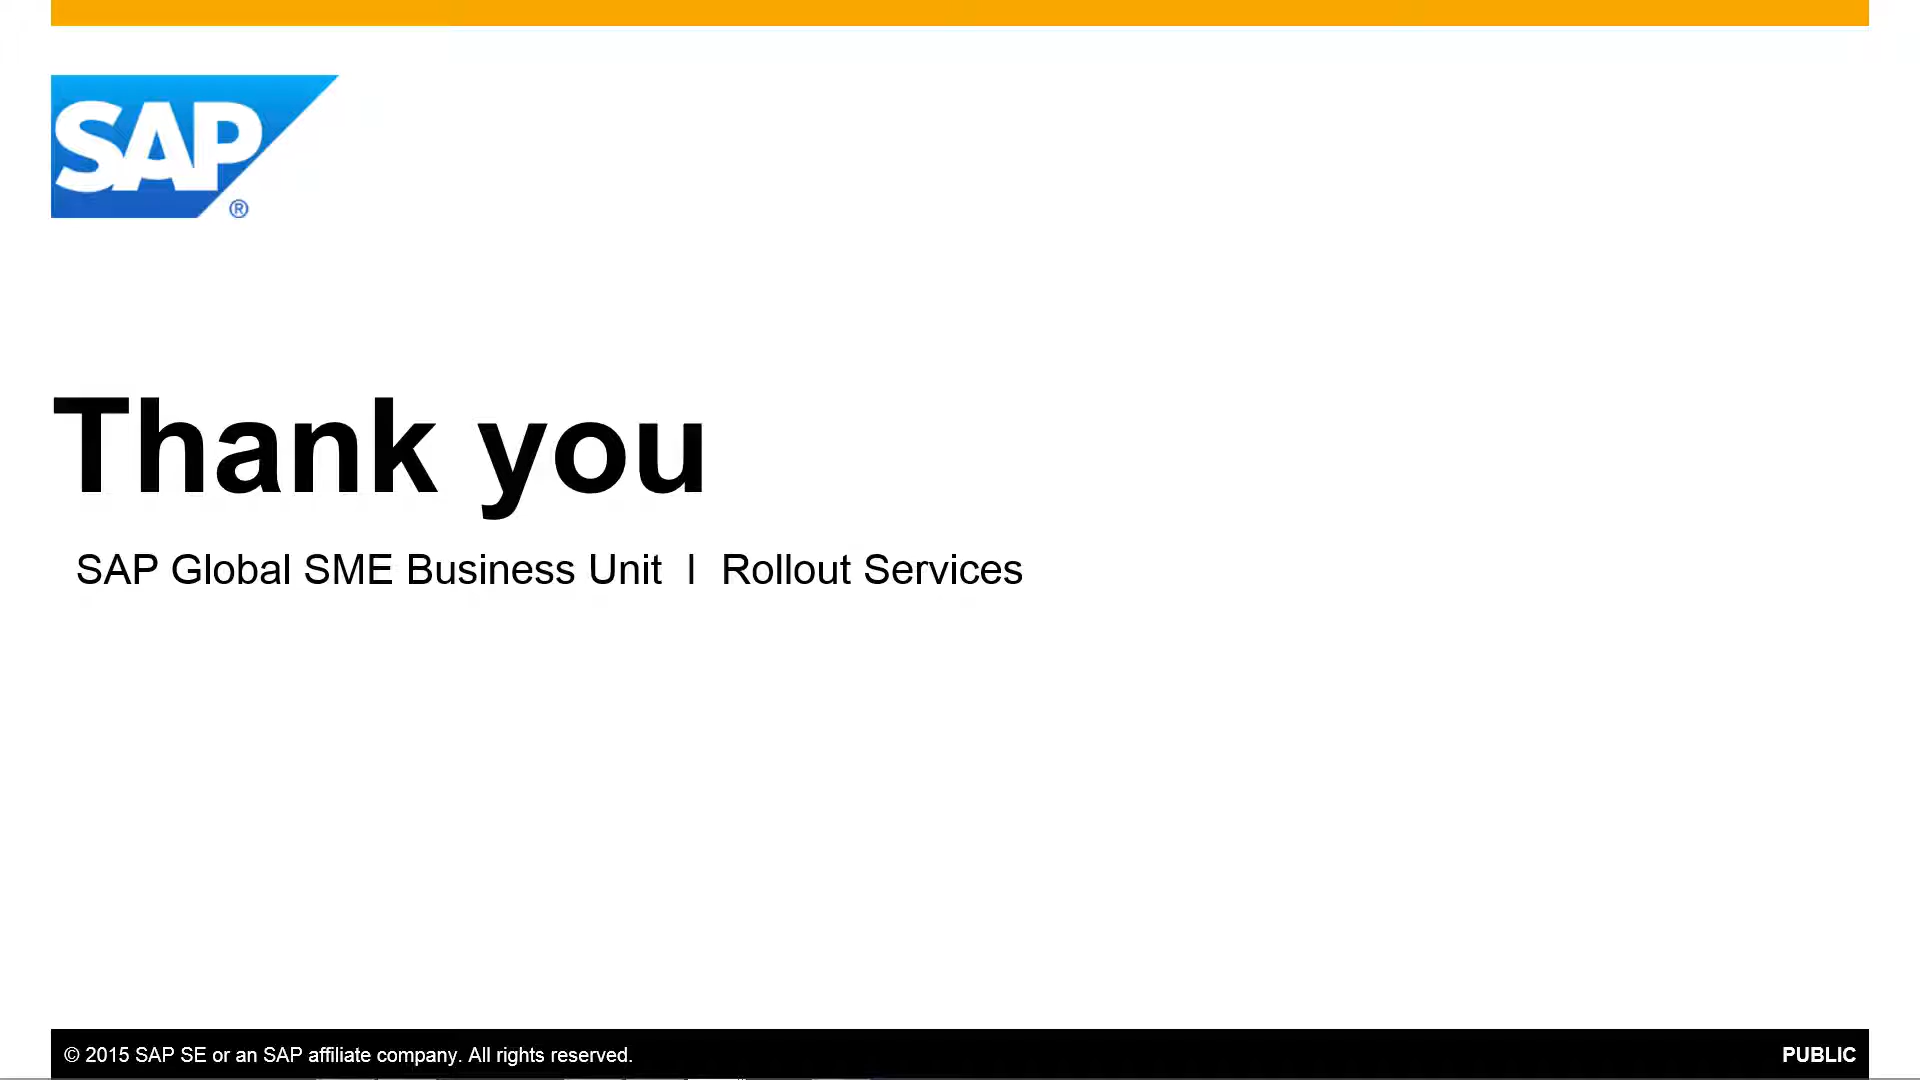 SAP
®
Thank you
SAP Global SME Business Unit I Rollout Services
© 2015 SAP SE or an SAP affiliate company. All rights reserved.
PUBLIC